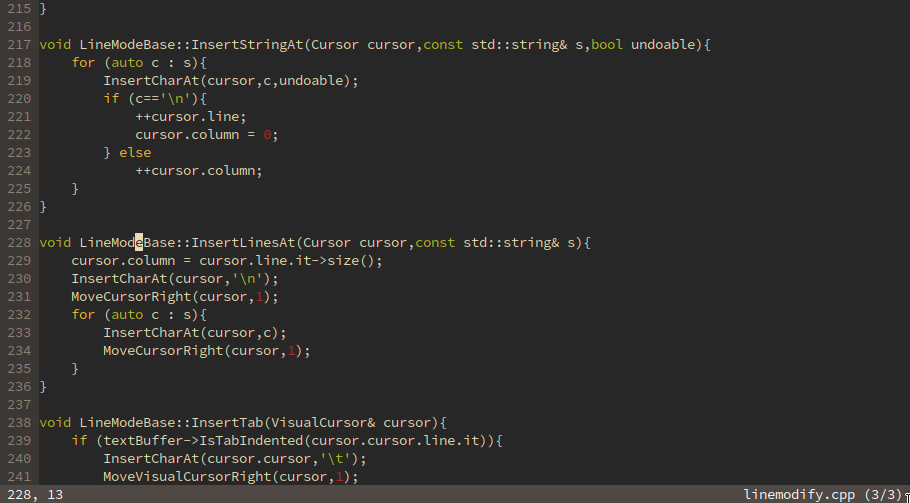 215 }
216
217 void LineModeBase::InsertStringAt(Cursor cursor,const std::string& s,bool undoable){
218     for (auto c : s){
219         InsertCharAt(cursor,c,undoable);
220         if (c=='\n'){
221             ++cursor.line;
222             cursor.column = 0;
223         } else
224             ++cursor.column;
225     }
226 }
227
228 void LineModeBase::InsertLinesAt(Cursor cursor,const std::string& s){
229     cursor.column = cursor.line.it->size();
230     InsertCharAt(cursor,'\n');
231     MoveCursorRight(cursor,1);
232     for (auto c : s){
233         InsertCharAt(cursor,c);
234         MoveCursorRight(cursor,1);
235     }
236 }
237
238 void LineModeBase::InsertTab(VisualCursor& cursor){
239     if (textBuffer->IsTabIndented(cursor.cursor.line.it)){
240         InsertCharAt(cursor.cursor,'\t');
241         MoveVisualCursorRight(cursor,1);
228, 13 linemodify.cpp (3/3)